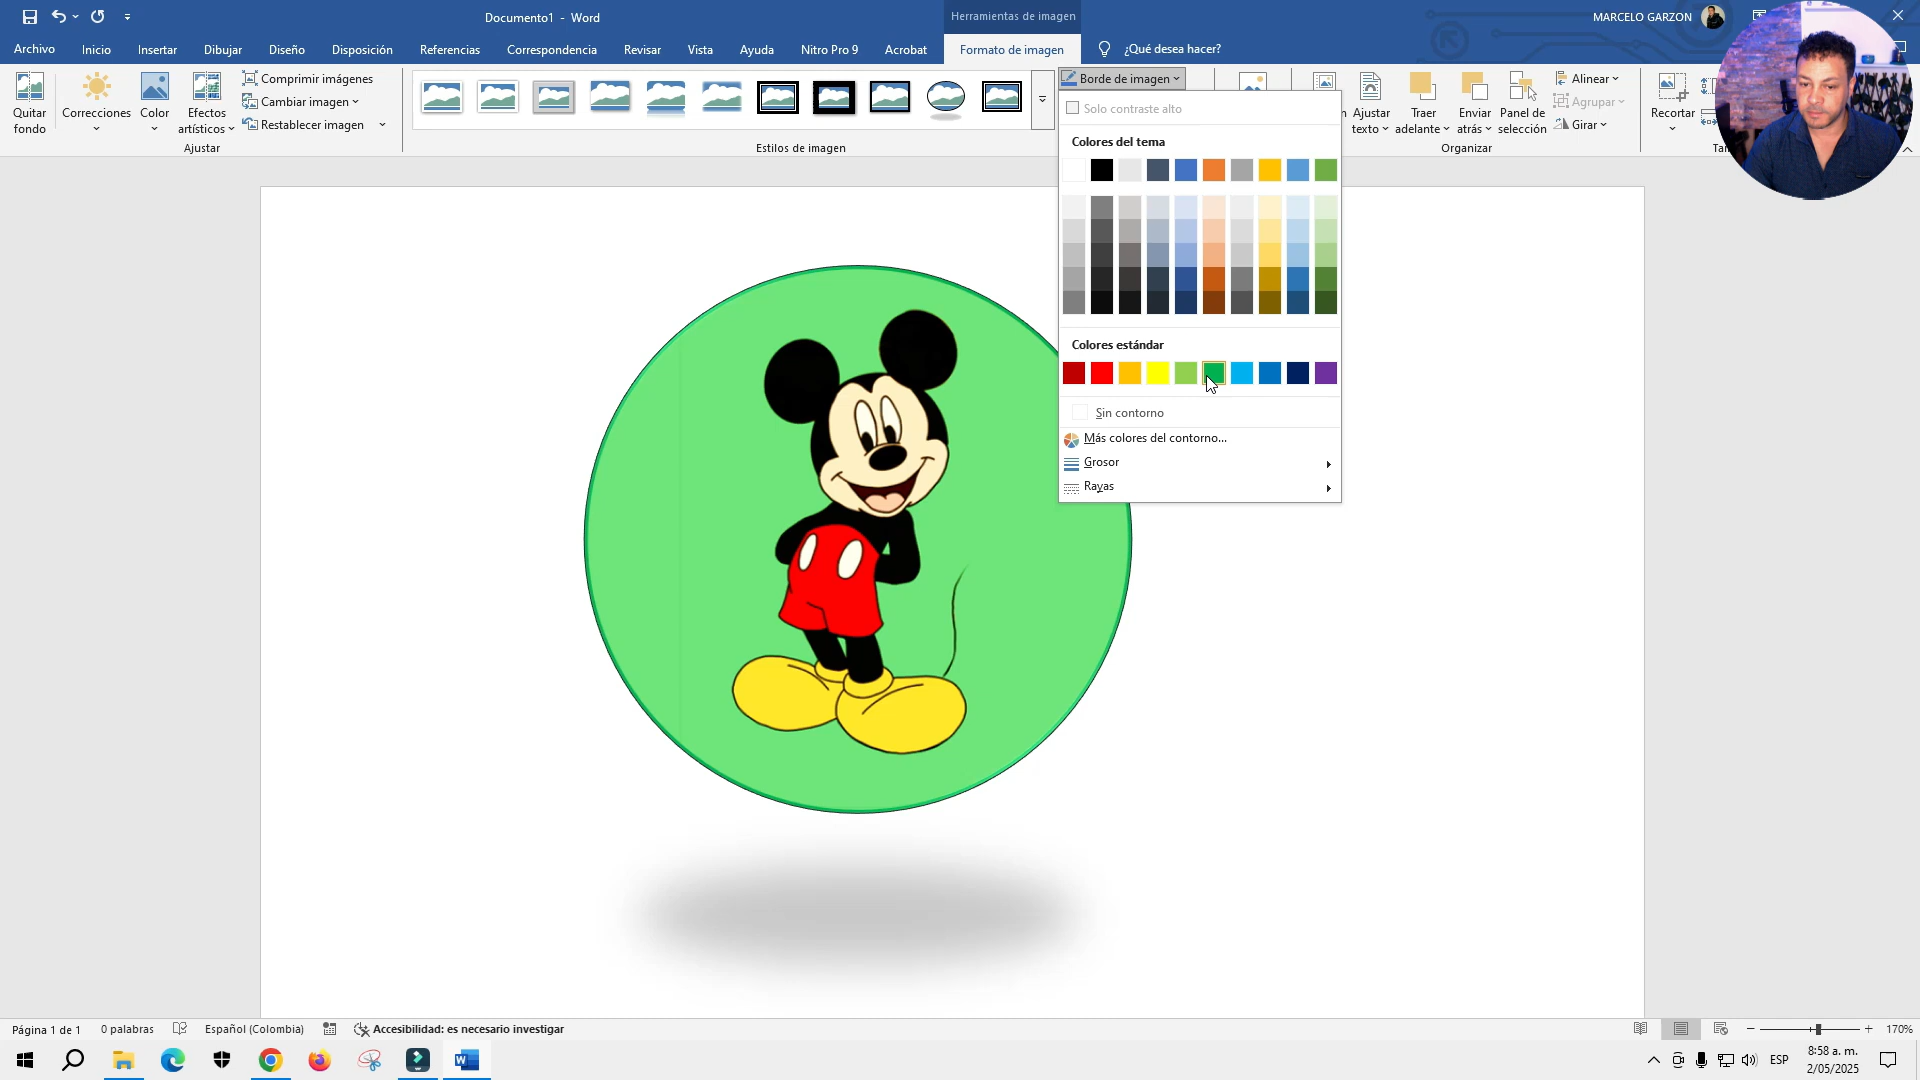 Documento1 - Word
Herramientas de imagen
MARCELO GARZON
Archivo Inicio Insertar Dibujar Diseño Disposición Referencias Correspondencia Revisar Vista Ayuda Nitro Pro 9 Acrobat Formato de imagen ¿Qué desea hacer?
Quitar fondo
Correcciones
Color
Efectos artísticos
Comprimir imágenes
Cambiar imagen
Restablecer imagen
Ajustar
Estilos de imagen
Borde de imagen
Solo contraste alto
Colores del tema
Colores estándar
Sin contorno
Más colores del contorno...
Grosor
Rayas
Ajustar texto
Traer adelante
Enviar atrás
Panel de selección
Alinear
Agrupar
Girar
Organizar
Recortar
Página 1 de 1 0 palabras Español (Colombia) Accesibilidad: es necesario investigar
170%
ESP
8:58 a. m.
2/05/2025